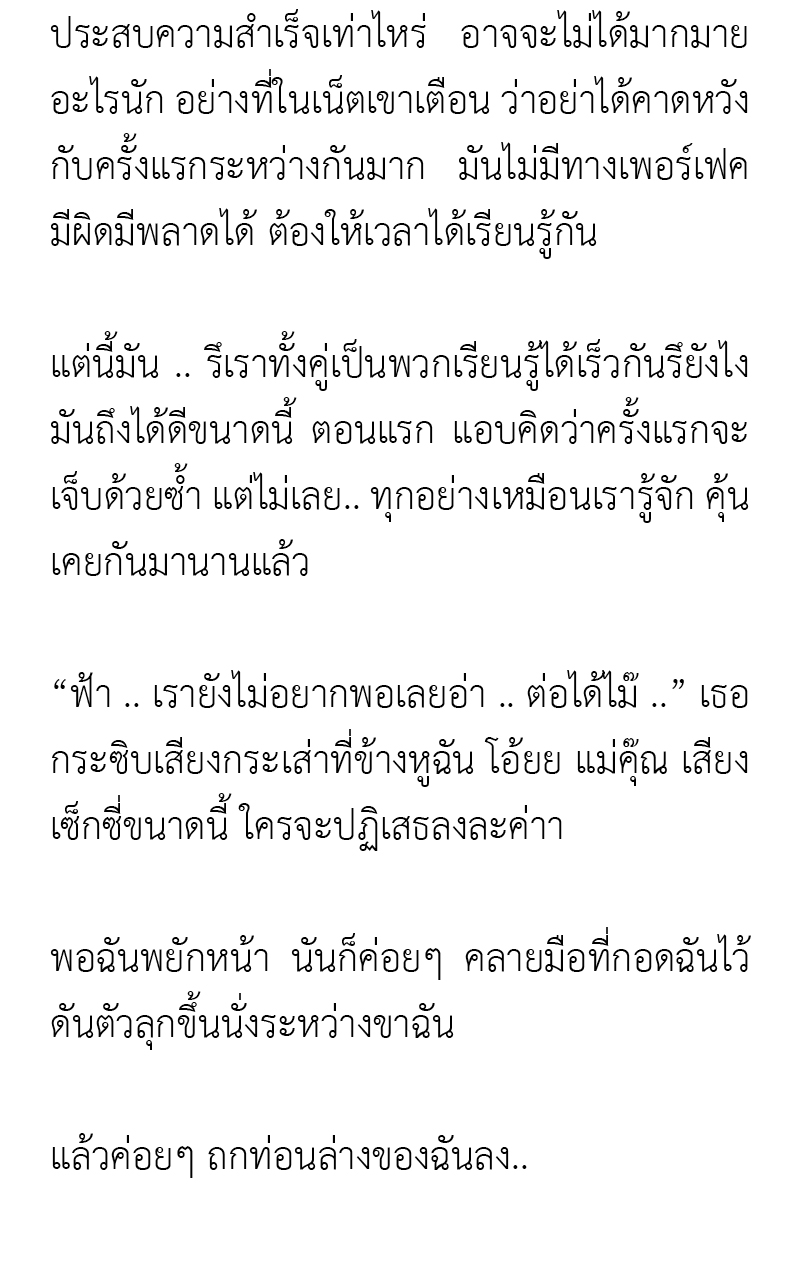 ประสบความสำเร็จเท่าไหร่ อาจจะไม่ได้มากมาย
อะไรนัก อย่างที่ในเน็ตเขาเตือน ว่าอย่าได้คาดหวัง
กับครั้งแรกระหว่างกันมาก มันไม่มีทางเพอร์เฟค
มีผิดมีพลาดได้ ต้องให้เวลาได้เรียนรู้กัน
แต่นี้มัน .. รึเราทั้งคู่เป็นพวกเรียนรู้ได้เร็วกันรึยังไง
มันถึงได้ดีขนาดนี้ ตอนแรก แอบคิดว่าครั้งแรกจะ
เจ็บด้วยซ้ำ แต่ไม่เลย.. ทุกอย่างเหมือนเรารู้จัก คุ้น
เคยกันมานานแล้ว
“ฟ้า .. เรายังไม่อยากพอเลยอ่า .. ต่อได้ไม๊ ..” เธอ
กระซิบเสียงกระเส่าที่ข้างหูฉัน โอ้ยย แม่คุ๊ณ เสียง
เซ็กซี่ขนาดนี้ ใครจะปฏิเสธลงละค่าา
พอฉันพยักหน้า นันก็ค่อยๆ คลายมือที่กอดฉันไว้
ดันตัวลุกขึ้นนั่งระหว่างขาฉัน
แล้วค่อยๆ ถกท่อนล่างของฉันลง..